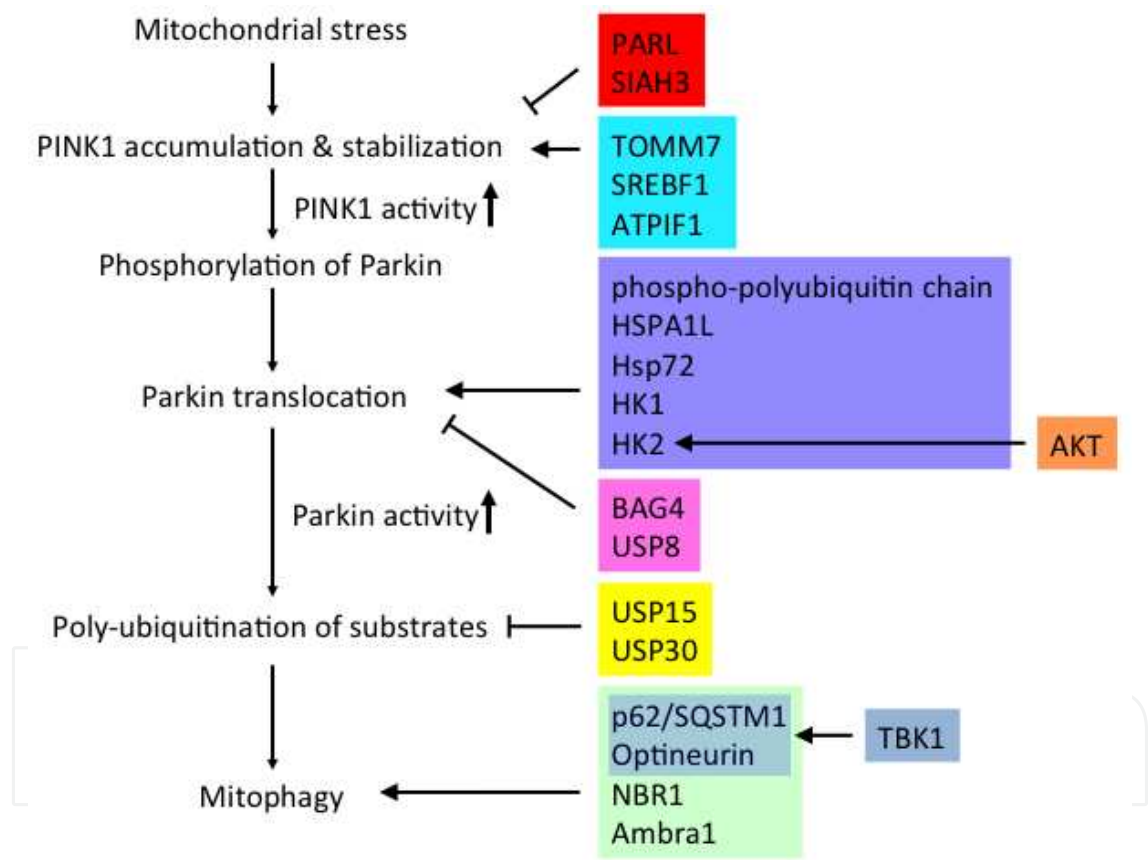 Mitochondrial stress
PARL
SIAH3
PINK1 accumulation & stabilization
TOMM7
SREBF1
ATPIF1
PINK1 activity
Phosphorylation of Parkin
phospho-polyubiquitin chain
HSPA1L
Hsp72
HK1
HK2
AKT
Parkin translocation
BAG4
USP8
Parkin activity
USP15
USP30
Poly-ubiquitination of substrates
p62/SQSTM1
Optineurin
TBK1
NBR1
Ambra1
Mitophagy